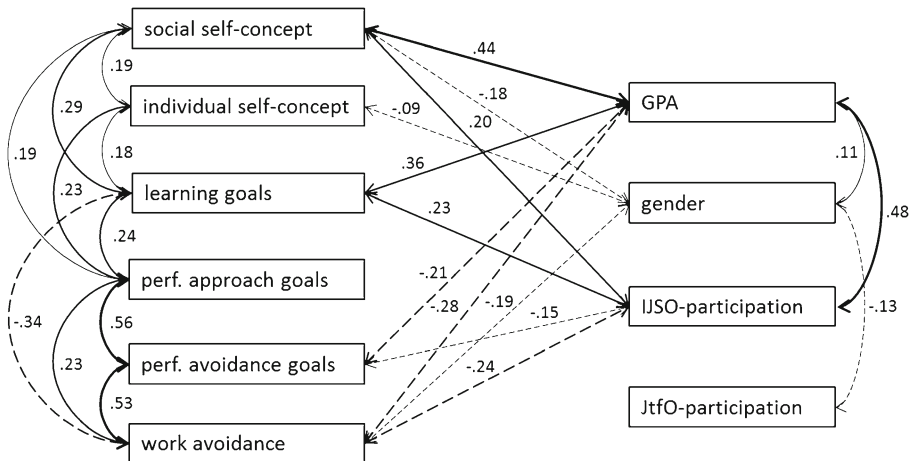 social self-concept
.44
.19
-.18
GPA
individual self-concept
-.09
.29
.20
.11
.19
.18
.36
learning goals
.23
gender
.23
.48
.24
-.21
perf. approach goals
-.28
-.19
-.15
IJSO-participation
-.13
-.34
.56
.23
perf. avoidance goals
-.24
.53
JtfO-participation
work avoidance